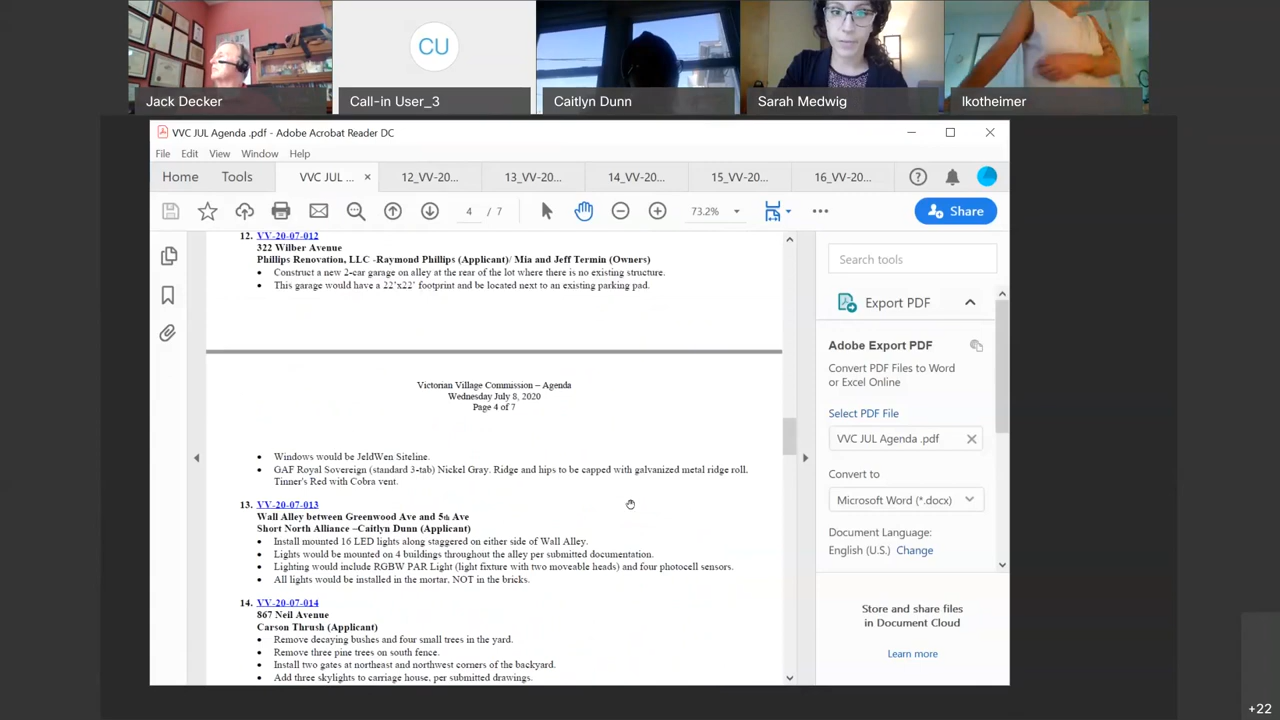 CU
Jack Decker
Call-in User_3
Caitlyn Dunn
Sarah Medwig
lkotheimer
VVC JUL Agenda .pdf - Adobe Acrobat Reader DC
File Edit View Window Help
Home Tools VVC JUL ... × 12_VV-20... 13_VV-20... 14_VV-20... 15_VV-20... 16_VV-20...
4 / 7 73.2% Share
12. VV-20-07-012
322 Wilber Avenue
Phillips Renovation, LLC -Raymond Phillips (Applicant)/ Mia and Jeff Termin (Owners)
• Construct a new 2-car garage on alley at the rear of the lot where there is no existing structure.
• This garage would have a 22'x22' footprint and be located next to an existing parking pad.
Victorian Village Commission – Agenda
Wednesday July 8, 2020
Page 4 of 7
• Windows would be JeldWen Siteline.
• GAF Royal Sovereign (standard 3-tab) Nickel Gray. Ridge and hips to be capped with galvanized metal ridge roll.
Tinner's Red with Cobra vent.
13. VV-20-07-013
Wall Alley between Greenwood Ave and 5th Ave
Short North Alliance –Caitlyn Dunn (Applicant)
• Install mounted 16 LED lights along staggered on either side of Wall Alley.
• Lights would be mounted on 4 buildings throughout the alley per submitted documentation.
• Lighting would include RGBW PAR Light (light fixture with two moveable heads) and four photocell sensors.
• All lights would be installed in the mortar, NOT in the bricks.
14. VV-20-07-014
867 Neil Avenue
Carson Thrush (Applicant)
• Remove decaying bushes and four small trees in the yard.
• Remove three pine trees on south fence.
• Install two gates at northeast and northwest corners of the backyard.
• Add three skylights to carriage house, per submitted drawings.
Search tools
Export PDF
Adobe Export PDF
Convert PDF Files to Word
or Excel Online
Select PDF File
VVC JUL Agenda .pdf
Convert to
Microsoft Word (*.docx)
Document Language:
English (U.S.) Change
Store and share files
in Document Cloud
Learn more
+22